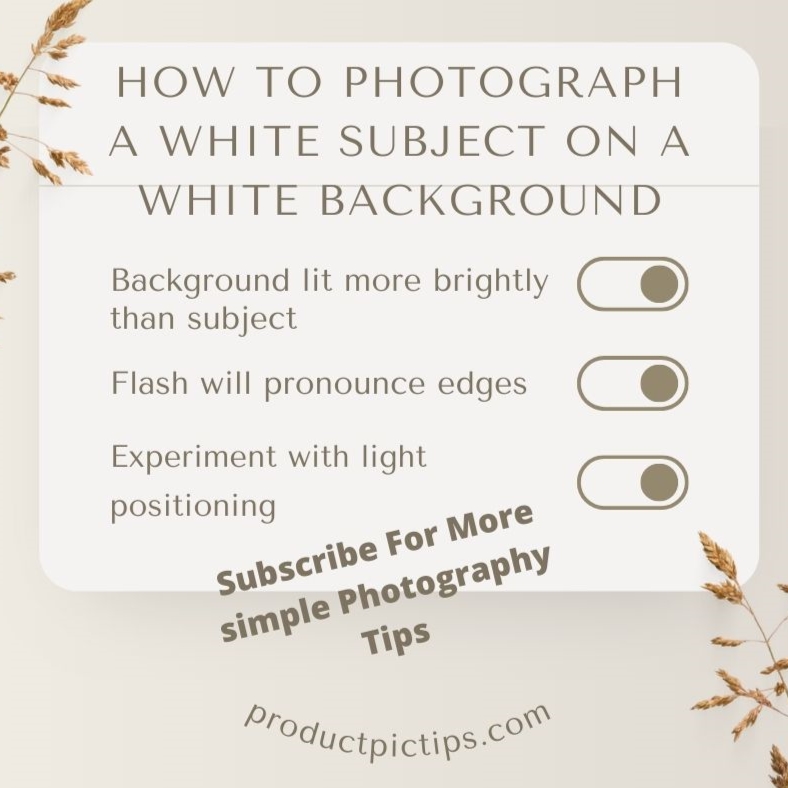 HOW TO PHOTOGRAPH
A WHITE SUBJECT ON A
WHITE BACKGROUND
Background lit more brightly
than subject
Flash will pronounce edges
Experiment with light
positioning
Subscribe For More
simple Photography
Tips
productpictips.com